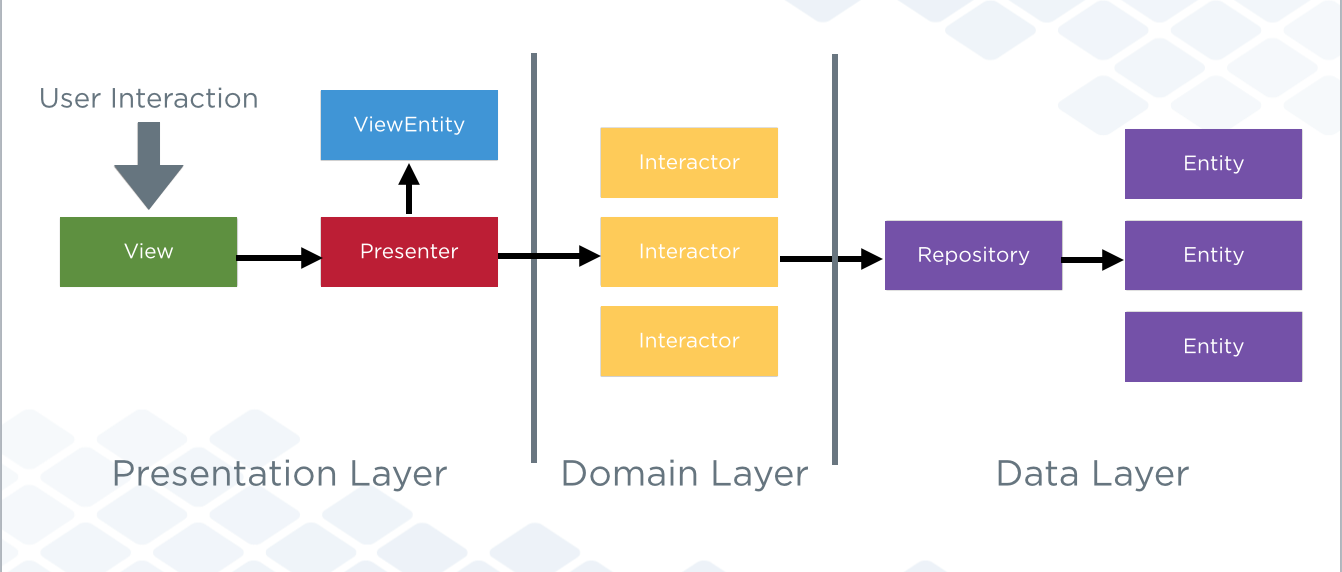 User Interaction
ViewEntity
View
Presenter
Interactor
Interactor
Interactor
Repository
Entity
Entity
Entity
Presentation Layer
Domain Layer
Data Layer